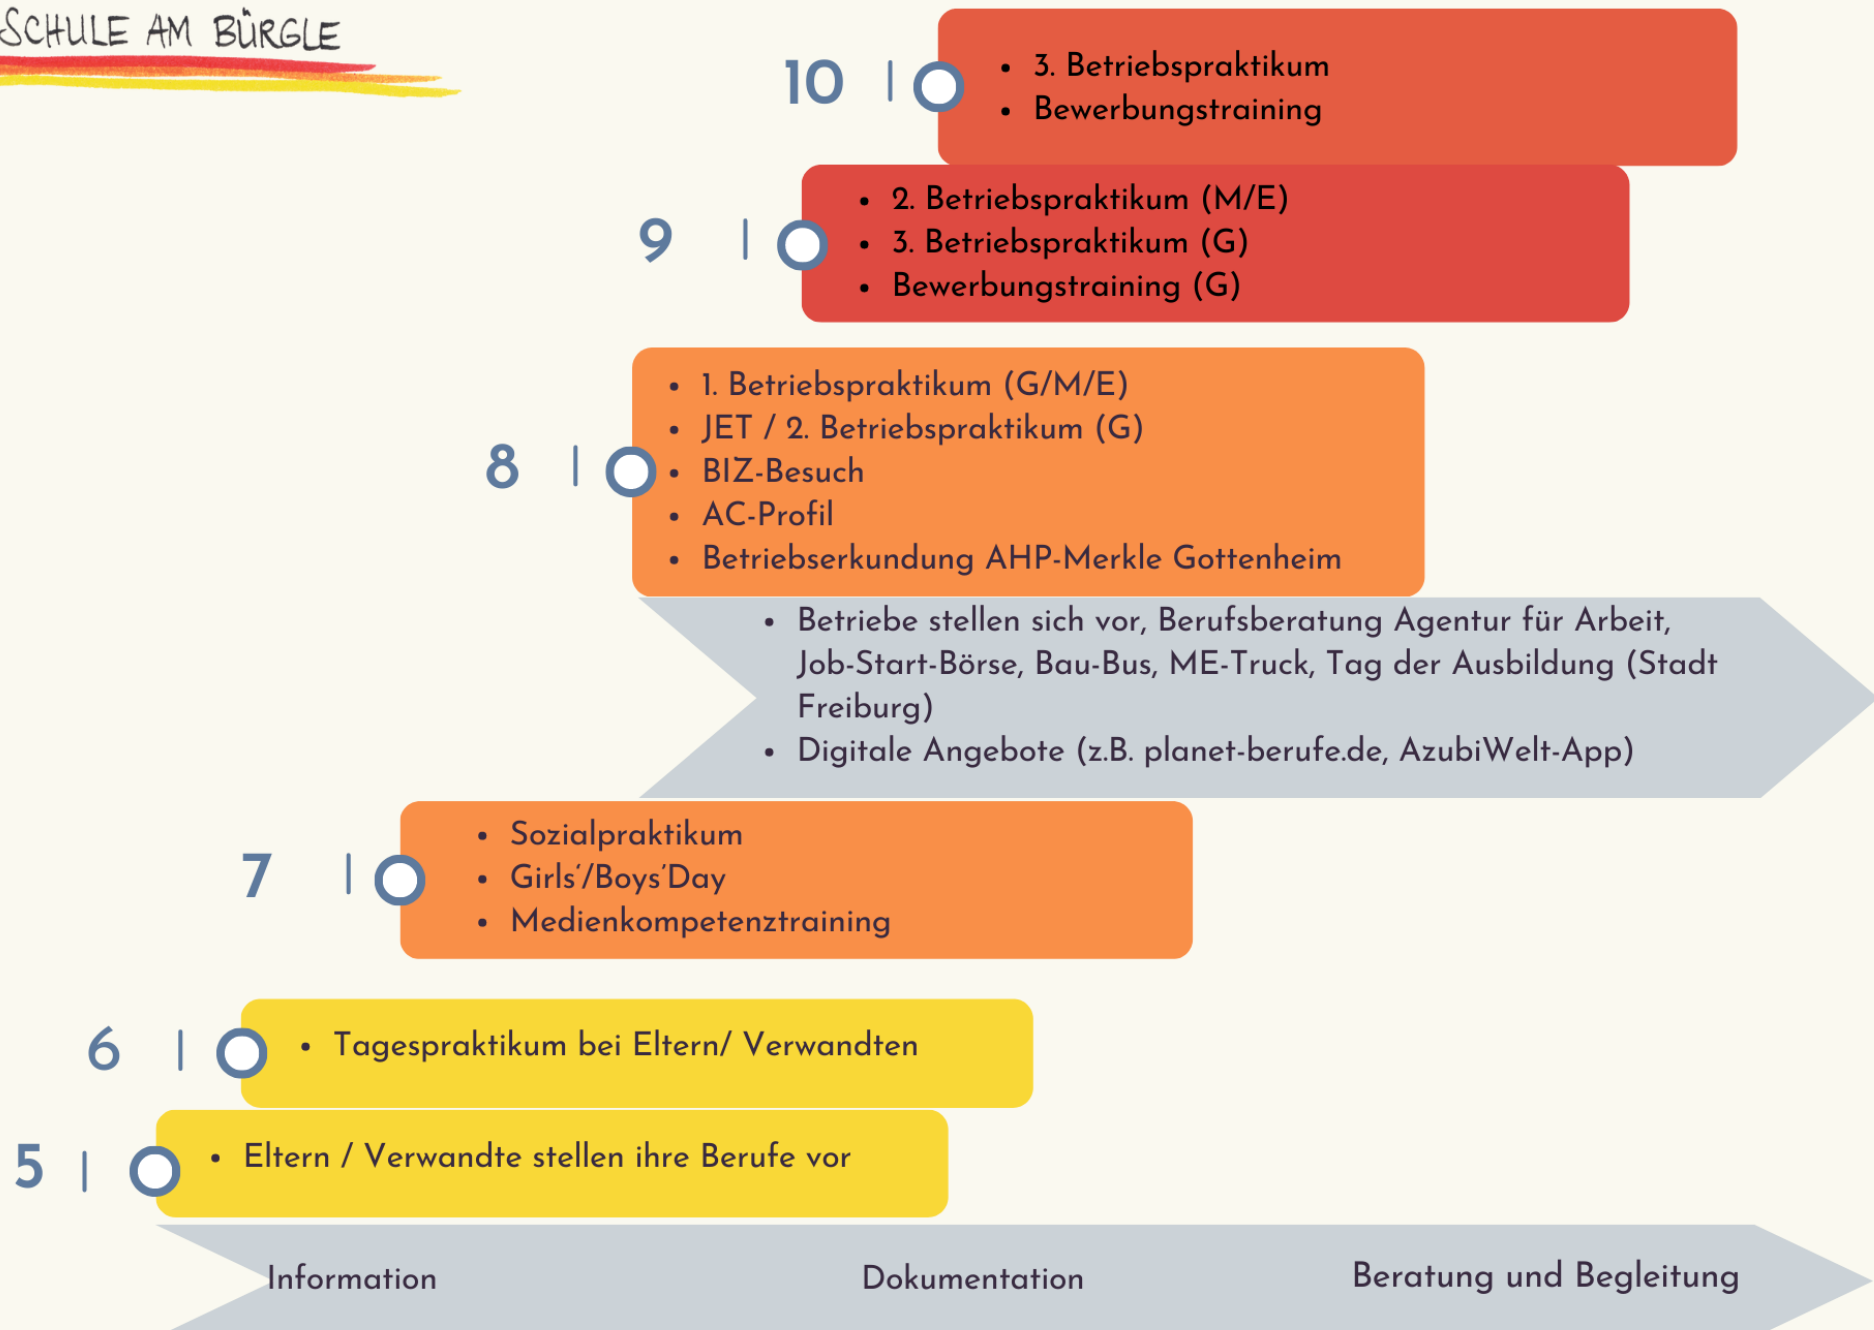 SCHULE AM BÜRGLE
10 |
• 3. Betriebspraktikum
• Bewerbungstraining
9 |
• 2. Betriebspraktikum (M/E)
• 3. Betriebspraktikum (G)
• Bewerbungstraining (G)
8 |
• 1. Betriebspraktikum (G/M/E)
• JET / 2. Betriebspraktikum (G)
• BIZ-Besuch
• AC-Profil
• Betriebserkundung AHP-Merkle Gottenheim
• Betriebe stellen sich vor, Berufsberatung Agentur für Arbeit,
Job-Start-Börse, Bau-Bus, ME-Truck, Tag der Ausbildung (Stadt
Freiburg)
• Digitale Angebote (z.B. planet-berufe.de, AzubiWelt-App)
7 |
• Sozialpraktikum
• Girls´/Boys´Day
• Medienkompetenztraining
6 |
• Tagespraktikum bei Eltern/ Verwandten
5 |
• Eltern / Verwandte stellen ihre Berufe vor
Information
Dokumentation
Beratung und Begleitung